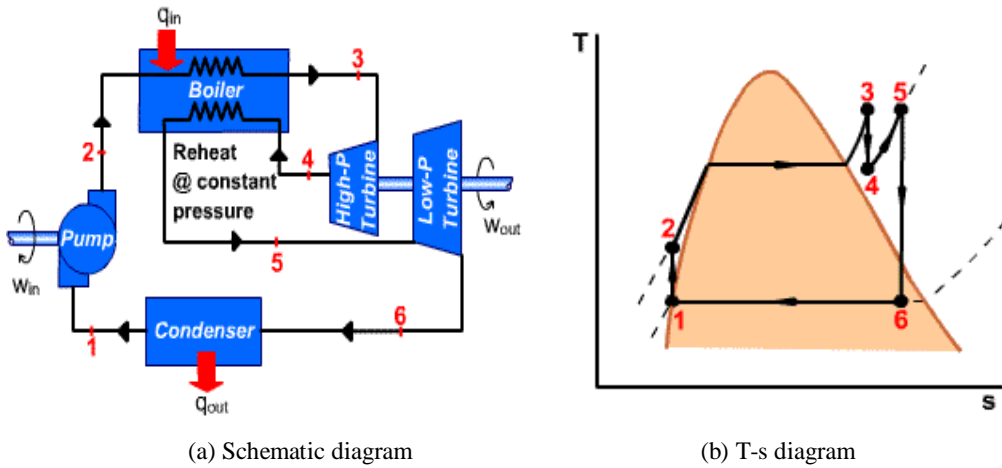 qin
3
Boiler
2
4
Reheat
@ constant
pressure
High-P
Turbine
Low-P
Turbine
Wout
Pump
Win
5
1
Condenser
6
qout
(a) Schematic diagram
T
3
5
4
2
1
6
s
(b) T-s diagram